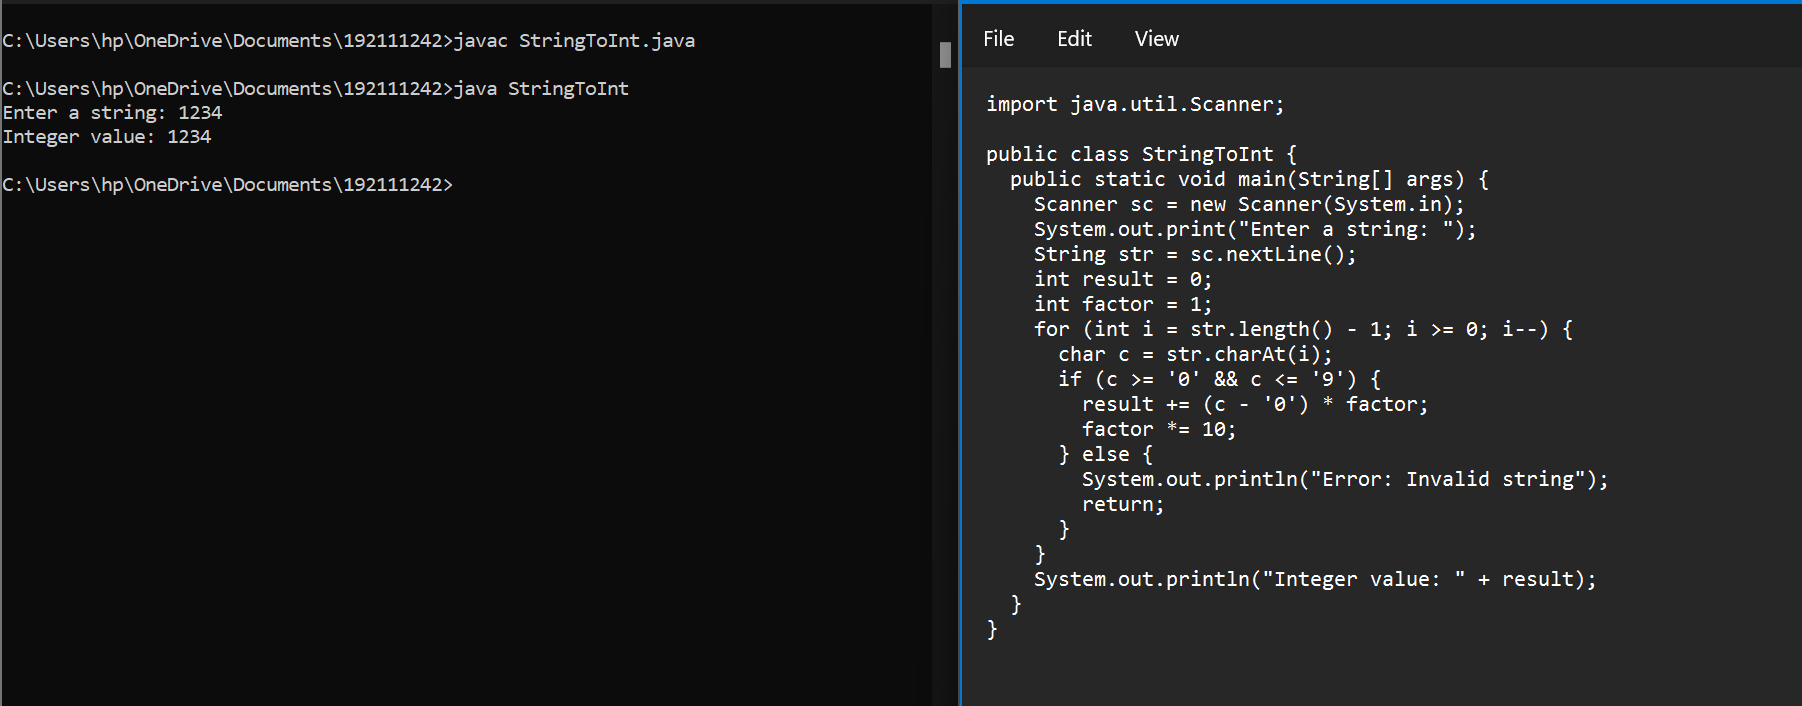 C:\Users\hp\OneDrive\Documents\192111242>javac StringToInt.java
C:\Users\hp\OneDrive\Documents\192111242>java StringToInt
Enter a string: 1234
Integer value: 1234
C:\Users\hp\OneDrive\Documents\192111242>
File Edit View
import java.util.Scanner;
public class StringToInt {
  public static void main(String[] args) {
    Scanner sc = new Scanner(System.in);
    System.out.print("Enter a string: ");
    String str = sc.nextLine();
    int result = 0;
    int factor = 1;
    for (int i = str.length() - 1; i >= 0; i--) {
      char c = str.charAt(i);
      if (c >= '0' && c <= '9') {
        result += (c - '0') * factor;
        factor *= 10;
      } else {
        System.out.println("Error: Invalid string");
        return;
      }
    }
    System.out.println("Integer value: " + result);
  }
}